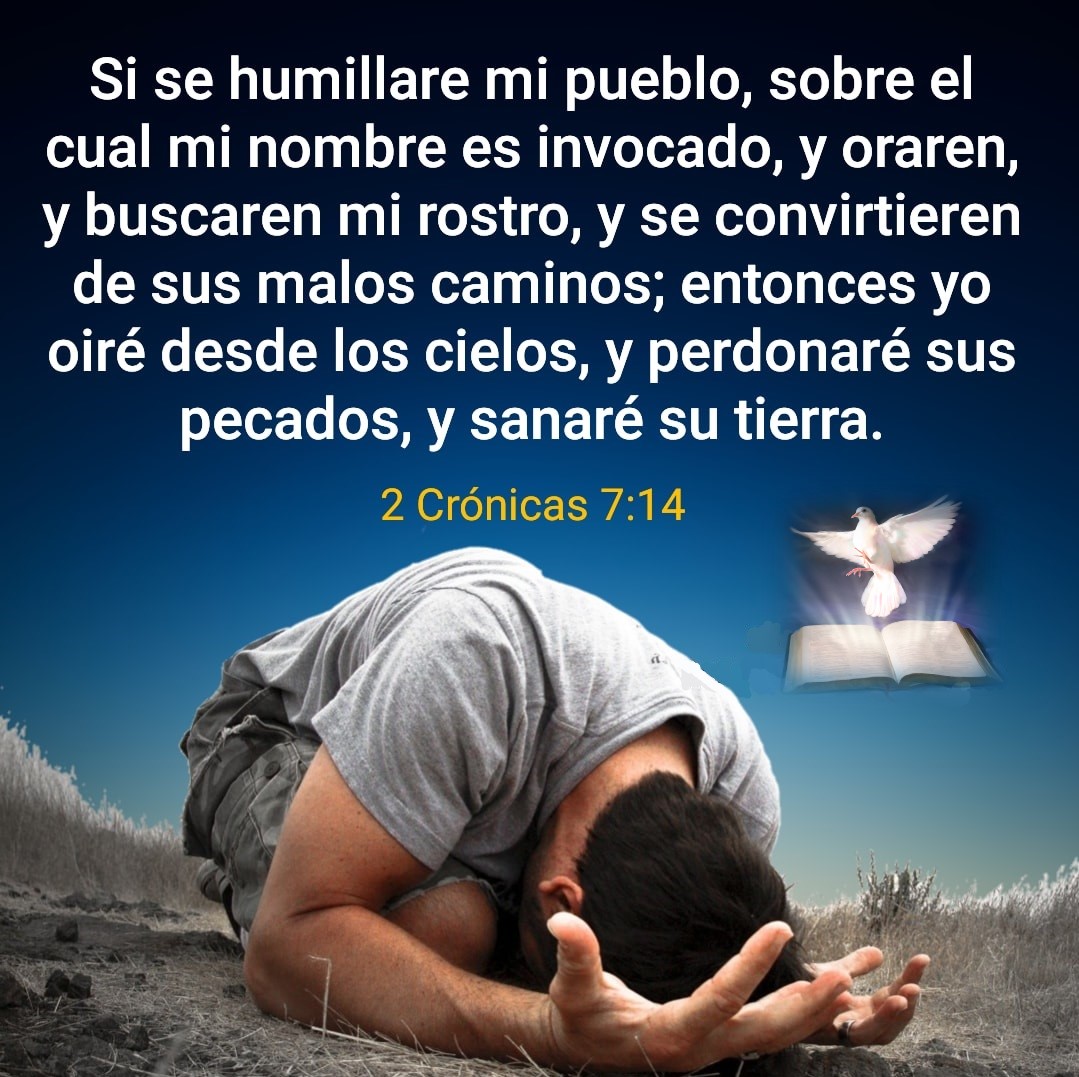 Si se humillare mi pueblo, sobre el
cual mi nombre es invocado, y oraren,
y buscaren mi rostro, y se convirtieren
de sus malos caminos; entonces yo
oiré desde los cielos, y perdonaré sus
pecados, y sanaré su tierra.
2 Crónicas 7:14